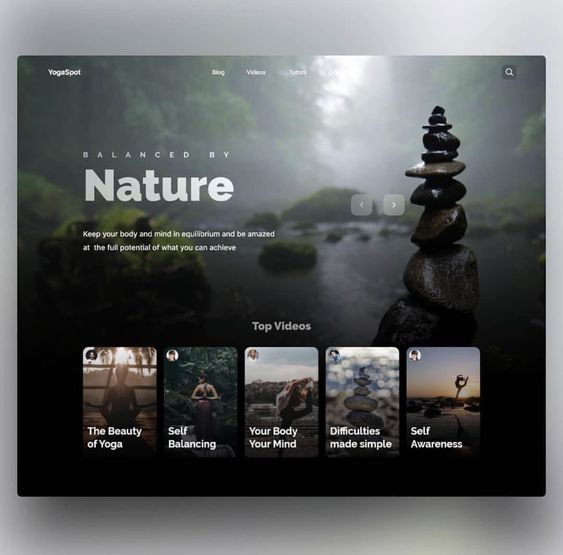 YogaSpot
Blog
Videos
Tutors
BALANCED BY
Nature
Keep your body and mind in equilibrium and be amazed
at the full potential of what you can achieve
Top Videos
The Beauty
of Yoga
Self
Balancing
Your Body
Your Mind
Difficulties
made simple
Self
Awareness